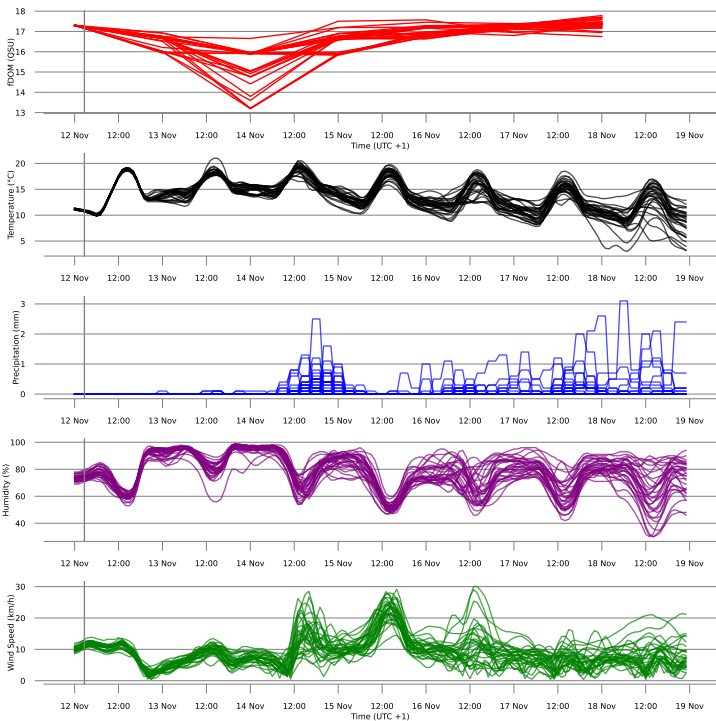 18
17
16
15
14
13
fDOM (QSU)
12 Nov 12:00 13 Nov 12:00 14 Nov 12:00 15 Nov 12:00 16 Nov 12:00 17 Nov 12:00 18 Nov 12:00 19 Nov
Time (UTC +1)
20
15
10
5
Temperature (°C)
12 Nov 12:00 13 Nov 12:00 14 Nov 12:00 15 Nov 12:00 16 Nov 12:00 17 Nov 12:00 18 Nov 12:00 19 Nov
3
2
1
0
Precipitation (mm)
12 Nov 12:00 13 Nov 12:00 14 Nov 12:00 15 Nov 12:00 16 Nov 12:00 17 Nov 12:00 18 Nov 12:00 19 Nov
100
80
60
40
Humidity (%)
12 Nov 12:00 13 Nov 12:00 14 Nov 12:00 15 Nov 12:00 16 Nov 12:00 17 Nov 12:00 18 Nov 12:00 19 Nov
30
20
10
0
Wind Speed (km/h)
12 Nov 12:00 13 Nov 12:00 14 Nov 12:00 15 Nov 12:00 16 Nov 12:00 17 Nov 12:00 18 Nov 12:00 19 Nov
Time (UTC +1)